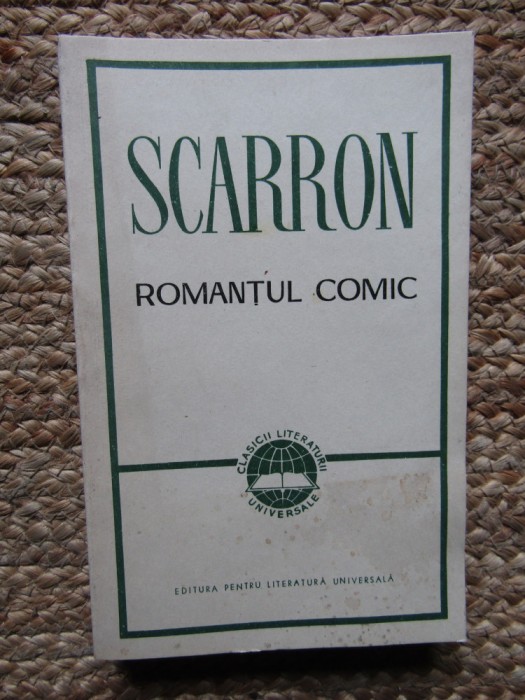 SCARRON
ROMANȚUL COMIC
CLASICII LITERATURII
UNIVERSALE
EDITURA PENTRU LITERATURĂ UNIVERSALĂ